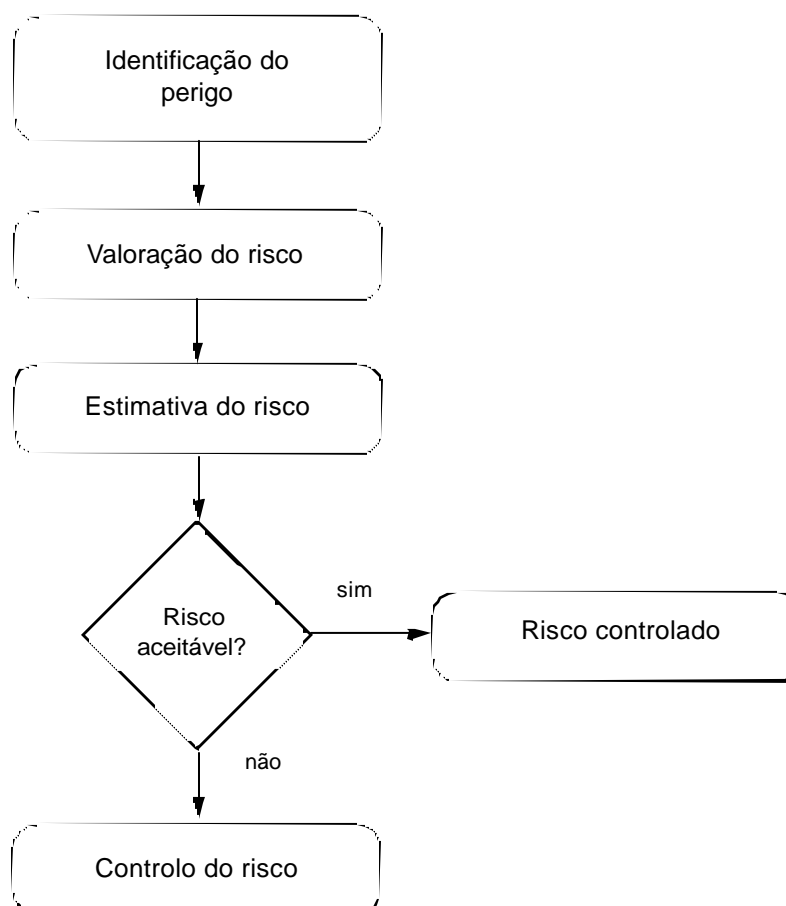 Identificação do
perigo
Valoração do risco
Estimativa do risco
Risco
aceitável?
sim
Risco controlado
não
Controlo do risco